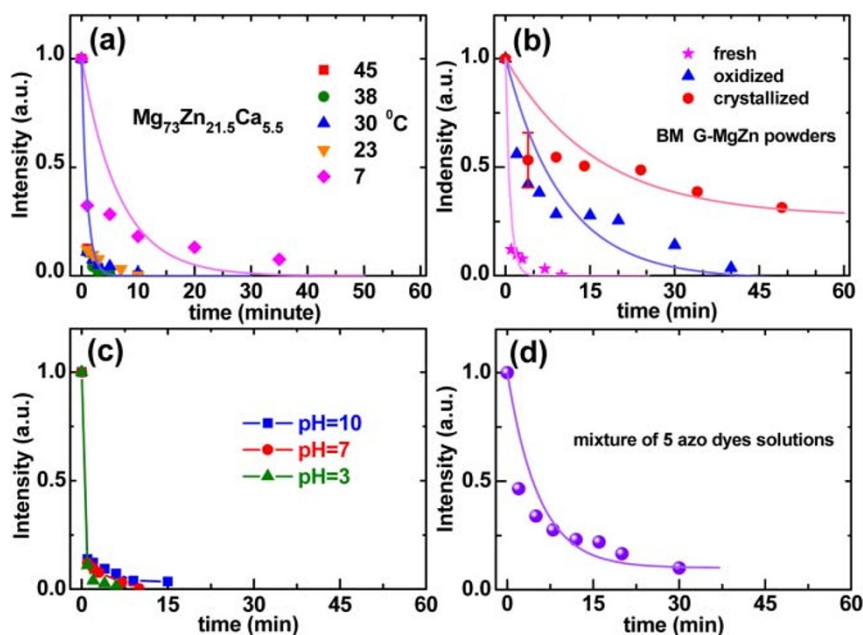 (a)
1.0
0.5
0.0
Intensity (a.u.)
Mg73Zn21.5Ca5.5
45
38
30 ⁰C
23
7
0 10 20 30 40 50 60
time (minute)
(b)
1.0
0.5
0.0
Indensity (a.u.)
fresh
oxidized
crystallized
BM G-MgZn powders
0 15 30 45 60
time (min)
(c)
1.0
0.5
0.0
Intensity (a.u.)
pH=10
pH=7
pH=3
0 15 30 45 60
time (min)
(d)
1.0
0.5
0.0
Intensity (a.u.)
mixture of 5 azo dyes solutions
0 15 30 45 60
time (min)